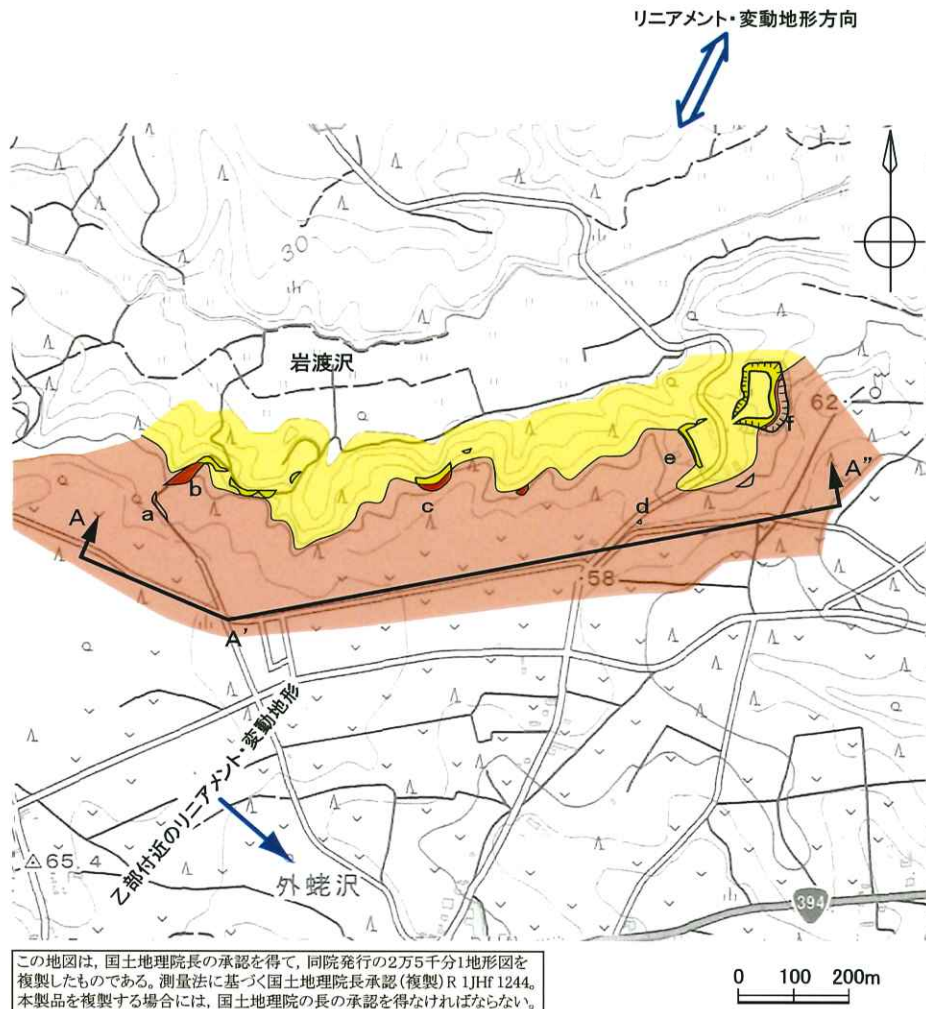 リニアメント・変動地形方向
30
岩渡沢
62
f
e
A"
b
c
a
d
A
58
A'
乙部付近のリニアメント・変動地形
65.4
外蛯沢
394
この地図は,国土地理院長の承認を得て,同院発行の2万5千分1地形図を
複製したものである。測量法に基づく国土地理院長承認(複製)R 1JHf 1244。
本製品を複製する場合には,国土地理院の長の承認を得なければならない。
0 100 200m